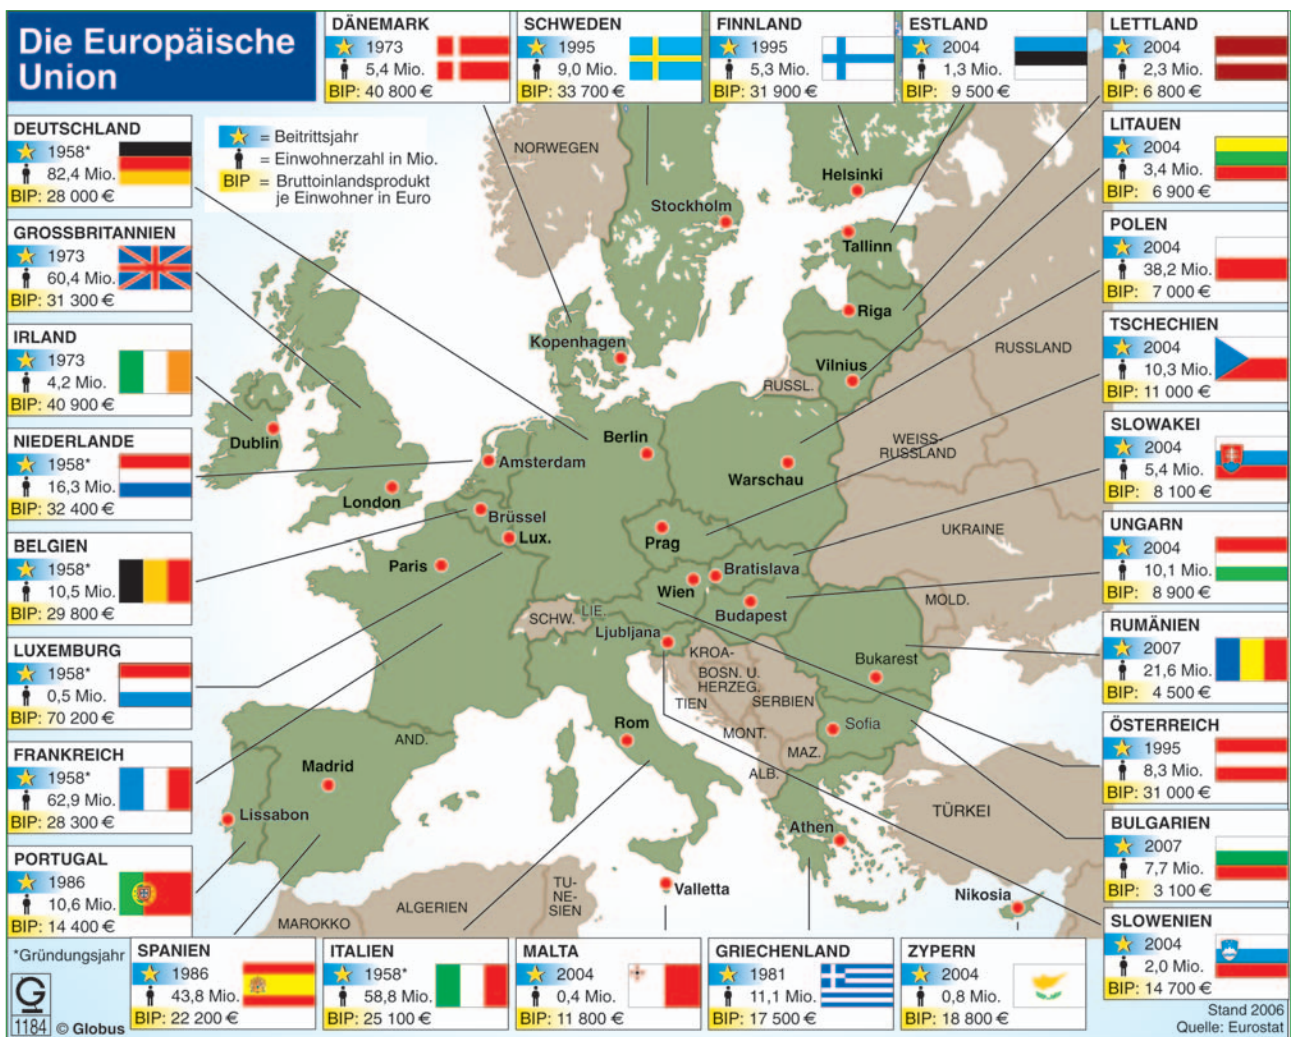 Die Europäische
Union
DÄNEMARK
1973
5,4 Mio.
BIP: 40 800 €
SCHWEDEN
1995
9,0 Mio.
BIP: 33 700 €
FINNLAND
1995
5,3 Mio.
BIP: 31 900 €
ESTLAND
2004
1,3 Mio.
BIP: 9 500 €
LETTLAND
2004
2,3 Mio.
BIP: 6 800 €
DEUTSCHLAND
1958*
82,4 Mio.
BIP: 28 000 €
= Beitrittsjahr
= Einwohnerzahl in Mio.
BIP = Bruttoinlandsprodukt
je Einwohner in Euro
LITAUEN
2004
3,4 Mio.
BIP: 6 900 €
GROSSBRITANNIEN
1973
60,4 Mio.
BIP: 31 300 €
POLEN
2004
38,2 Mio.
BIP: 7 000 €
IRLAND
1973
4,2 Mio.
BIP: 40 900 €
TSCHECHIEN
2004
10,3 Mio.
BIP: 11 000 €
NIEDERLANDE
1958*
16,3 Mio.
BIP: 32 400 €
SLOWAKEI
2004
5,4 Mio.
BIP: 8 100 €
BELGIEN
1958*
10,5 Mio.
BIP: 29 800 €
UNGARN
2004
10,1 Mio.
BIP: 8 900 €
LUXEMBURG
1958*
0,5 Mio.
BIP: 70 200 €
RUMÄNIEN
2007
21,6 Mio.
BIP: 4 500 €
FRANKREICH
1958*
62,9 Mio.
BIP: 28 300 €
ÖSTERREICH
1995
8,3 Mio.
BIP: 31 000 €
PORTUGAL
1986
10,6 Mio.
BIP: 14 400 €
BULGARIEN
2007
7,7 Mio.
BIP: 3 100 €
SLOWENIEN
2004
2,0 Mio.
BIP: 14 700 €
NORWEGEN
Helsinki
Stockholm
Tallinn
Riga
Kopenhagen
Vilnius
RUSSL.
RUSSLAND
Dublin
Berlin
WEISS-
RUSSLAND
Amsterdam
Warschau
London
Brüssel
Lux.
Prag
UKRAINE
Paris
Bratislava
Wien
MOLD.
SCHW.
LIE.
Budapest
Ljubljana
KROA-
TIEN
Bukarest
BOSN. U.
HERZEG.
SERBIEN
Rom
Sofia
AND.
MONT.
MAZ.
ALB.
Madrid
Lissabon
TÜRKEI
Athen
Valletta
Nikosia
MAROKKO
ALGERIEN
TU-
NE-
SIEN
*Gründungsjahr
SPANIEN
1986
43,8 Mio.
BIP: 22 200 €
ITALIEN
1958*
58,8 Mio.
BIP: 25 100 €
MALTA
2004
0,4 Mio.
BIP: 11 800 €
GRIECHENLAND
1981
11,1 Mio.
BIP: 17 500 €
ZYPERN
2004
0,8 Mio.
BIP: 18 800 €
G
1184
© Globus
Stand 2006
Quelle: Eurostat